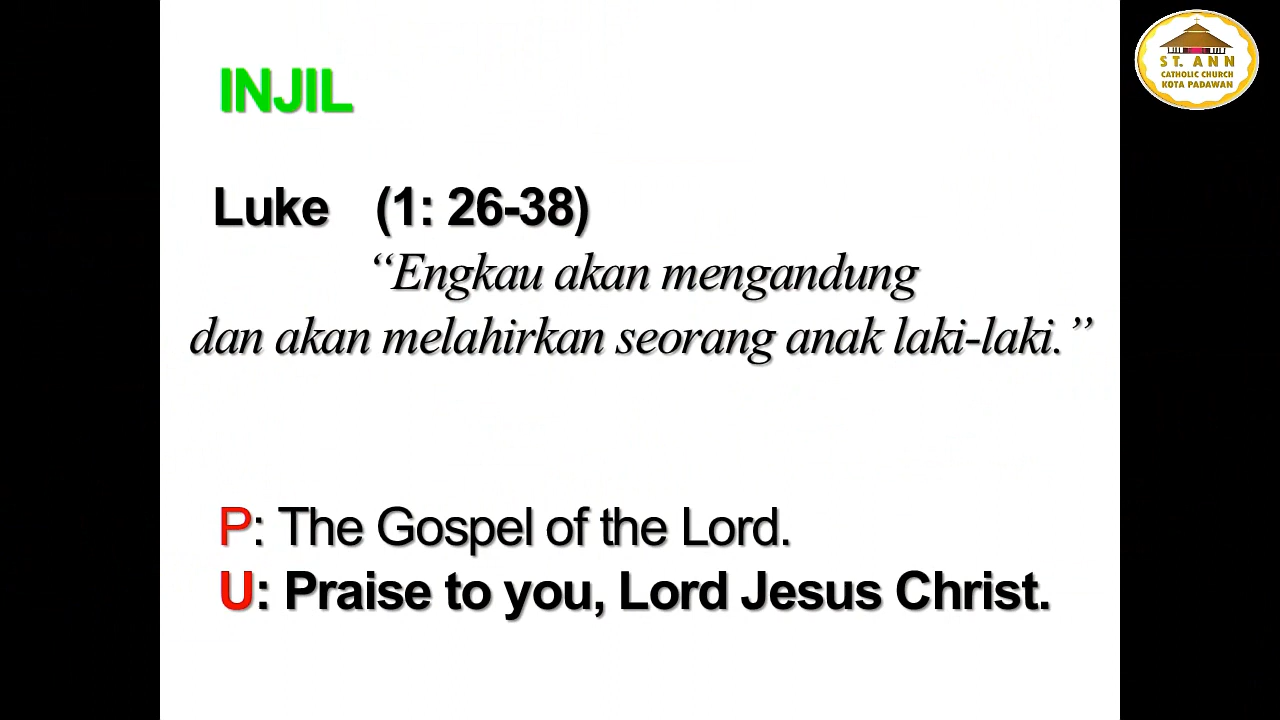 INJIL
ST. ANN
CATHOLIC CHURCH
KOTA PADAWAN
Luke (1: 26-38)
“Engkau akan mengandung
dan akan melahirkan seorang anak laki-laki.”
P: The Gospel of the Lord.
U: Praise to you, Lord Jesus Christ.